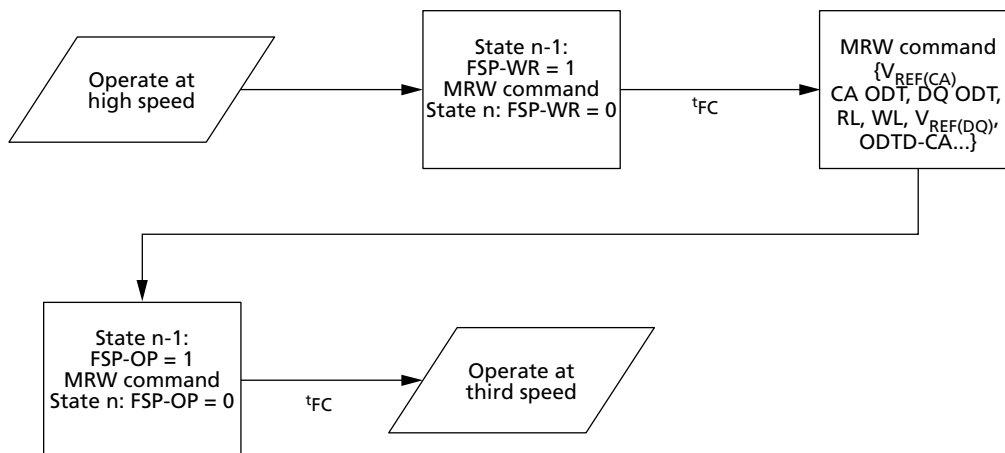 Operate at
high speed
State n-1:
FSP-WR = 1
MRW command
State n: FSP-WR = 0
tFC
MRW command
{VREF(CA)
CA ODT, DQ ODT,
RL, WL, VREF(DQ),
ODTD-CA...}
State n-1:
FSP-OP = 1
MRW command
State n: FSP-OP = 0
tFC
Operate at
third speed